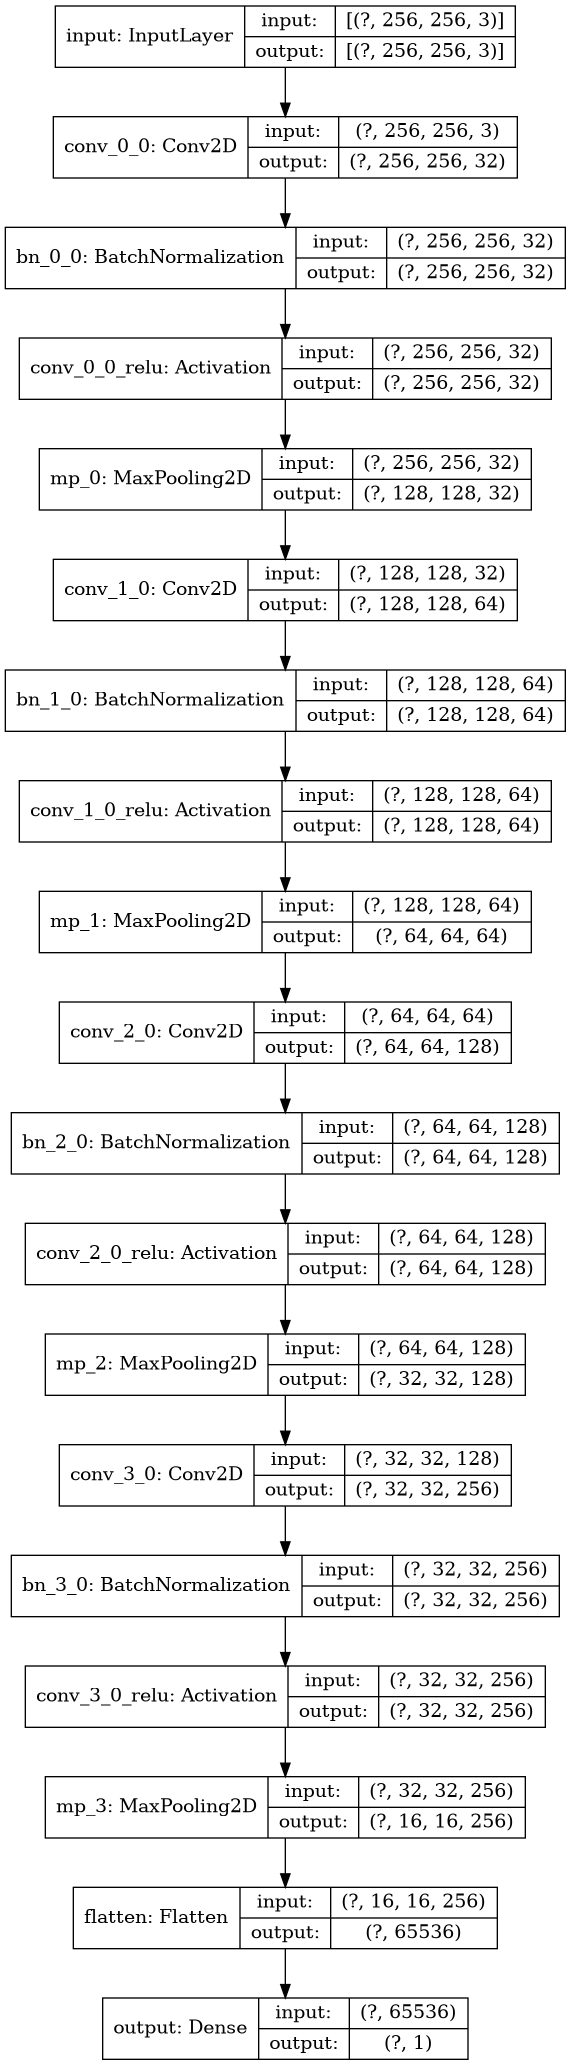 input: InputLayer
input: [(?, 256, 256, 3)]
output: [(?, 256, 256, 3)]
conv_0_0: Conv2D
input: (?, 256, 256, 3)
output: (?, 256, 256, 32)
bn_0_0: BatchNormalization
input: (?, 256, 256, 32)
output: (?, 256, 256, 32)
conv_0_0_relu: Activation
input: (?, 256, 256, 32)
output: (?, 256, 256, 32)
mp_0: MaxPooling2D
input: (?, 256, 256, 32)
output: (?, 128, 128, 32)
conv_1_0: Conv2D
input: (?, 128, 128, 32)
output: (?, 128, 128, 64)
bn_1_0: BatchNormalization
input: (?, 128, 128, 64)
output: (?, 128, 128, 64)
conv_1_0_relu: Activation
input: (?, 128, 128, 64)
output: (?, 128, 128, 64)
mp_1: MaxPooling2D
input: (?, 128, 128, 64)
output: (?, 64, 64, 64)
conv_2_0: Conv2D
input: (?, 64, 64, 64)
output: (?, 64, 64, 128)
bn_2_0: BatchNormalization
input: (?, 64, 64, 128)
output: (?, 64, 64, 128)
conv_2_0_relu: Activation
input: (?, 64, 64, 128)
output: (?, 64, 64, 128)
mp_2: MaxPooling2D
input: (?, 64, 64, 128)
output: (?, 32, 32, 128)
conv_3_0: Conv2D
input: (?, 32, 32, 128)
output: (?, 32, 32, 256)
bn_3_0: BatchNormalization
input: (?, 32, 32, 256)
output: (?, 32, 32, 256)
conv_3_0_relu: Activation
input: (?, 32, 32, 256)
output: (?, 32, 32, 256)
mp_3: MaxPooling2D
input: (?, 32, 32, 256)
output: (?, 16, 16, 256)
flatten: Flatten
input: (?, 16, 16, 256)
output: (?, 65536)
output: Dense
input: (?, 65536)
output: (?, 1)